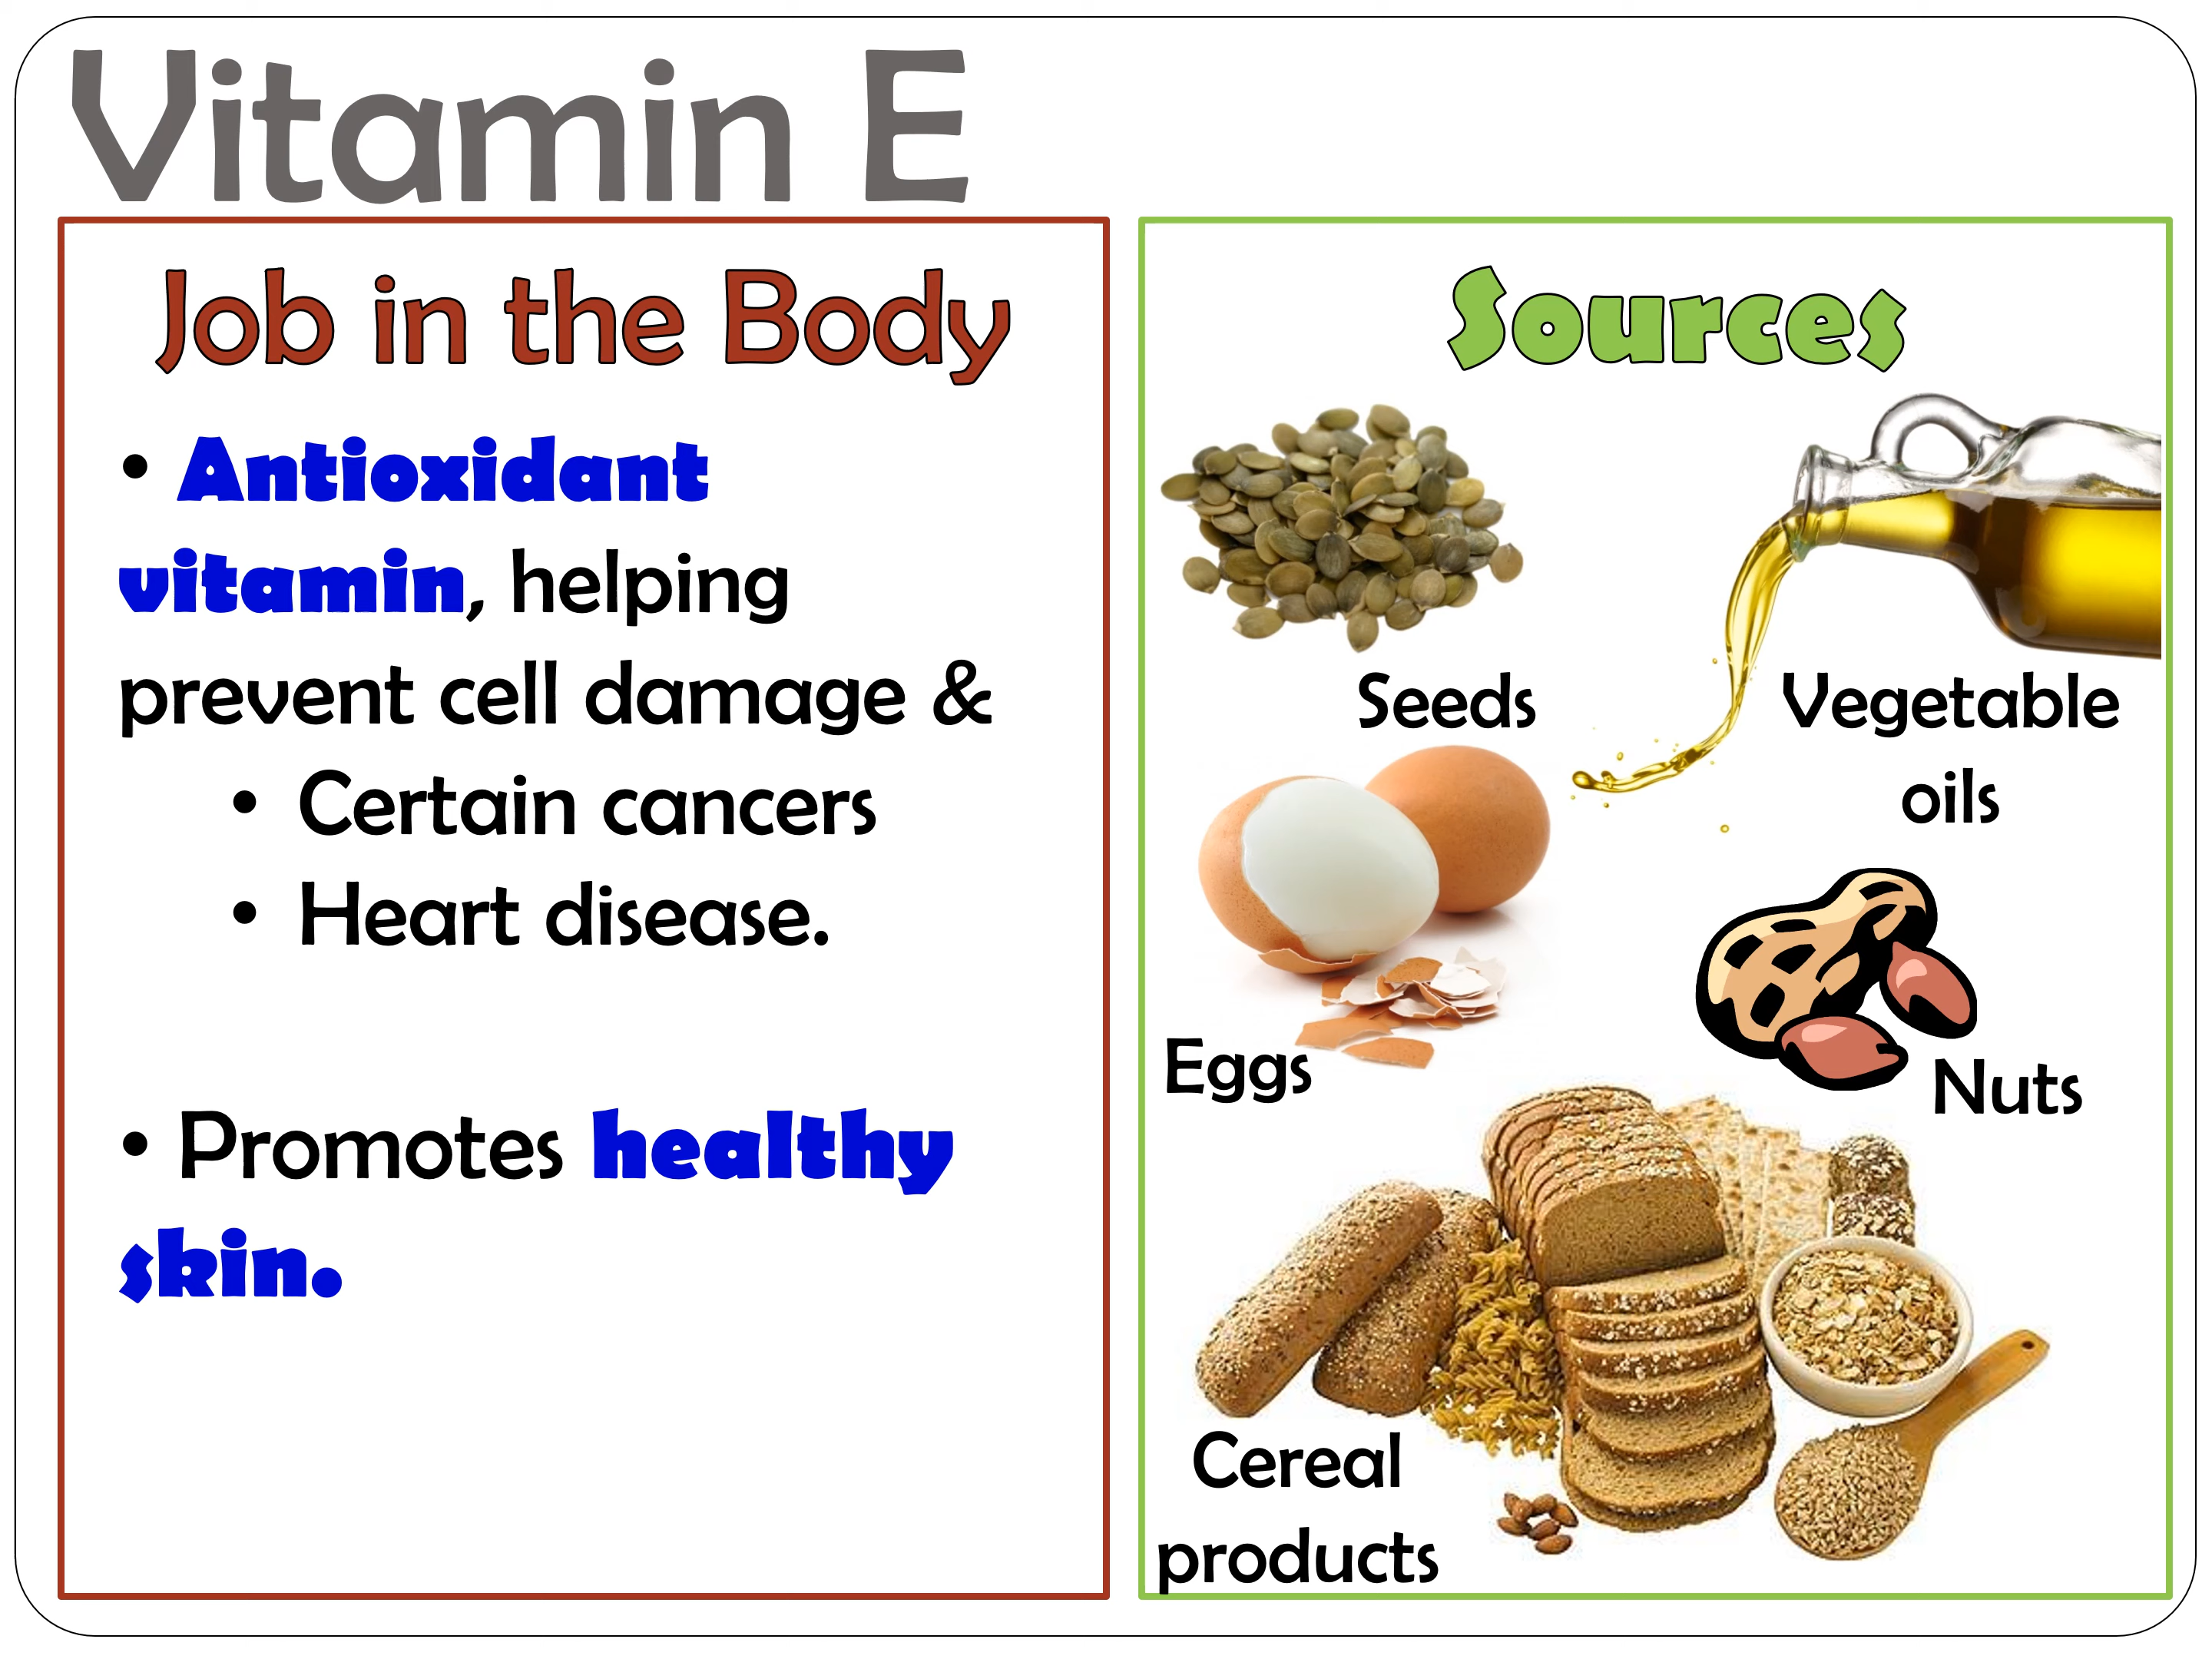 Vitamin E
Job in the Body
• Antioxidant
vitamin, helping
prevent cell damage &
• Certain cancers
• Heart disease.
• Promotes healthy
skin.
Sources
Seeds
Vegetable
oils
Eggs
Nuts
Cereal
products